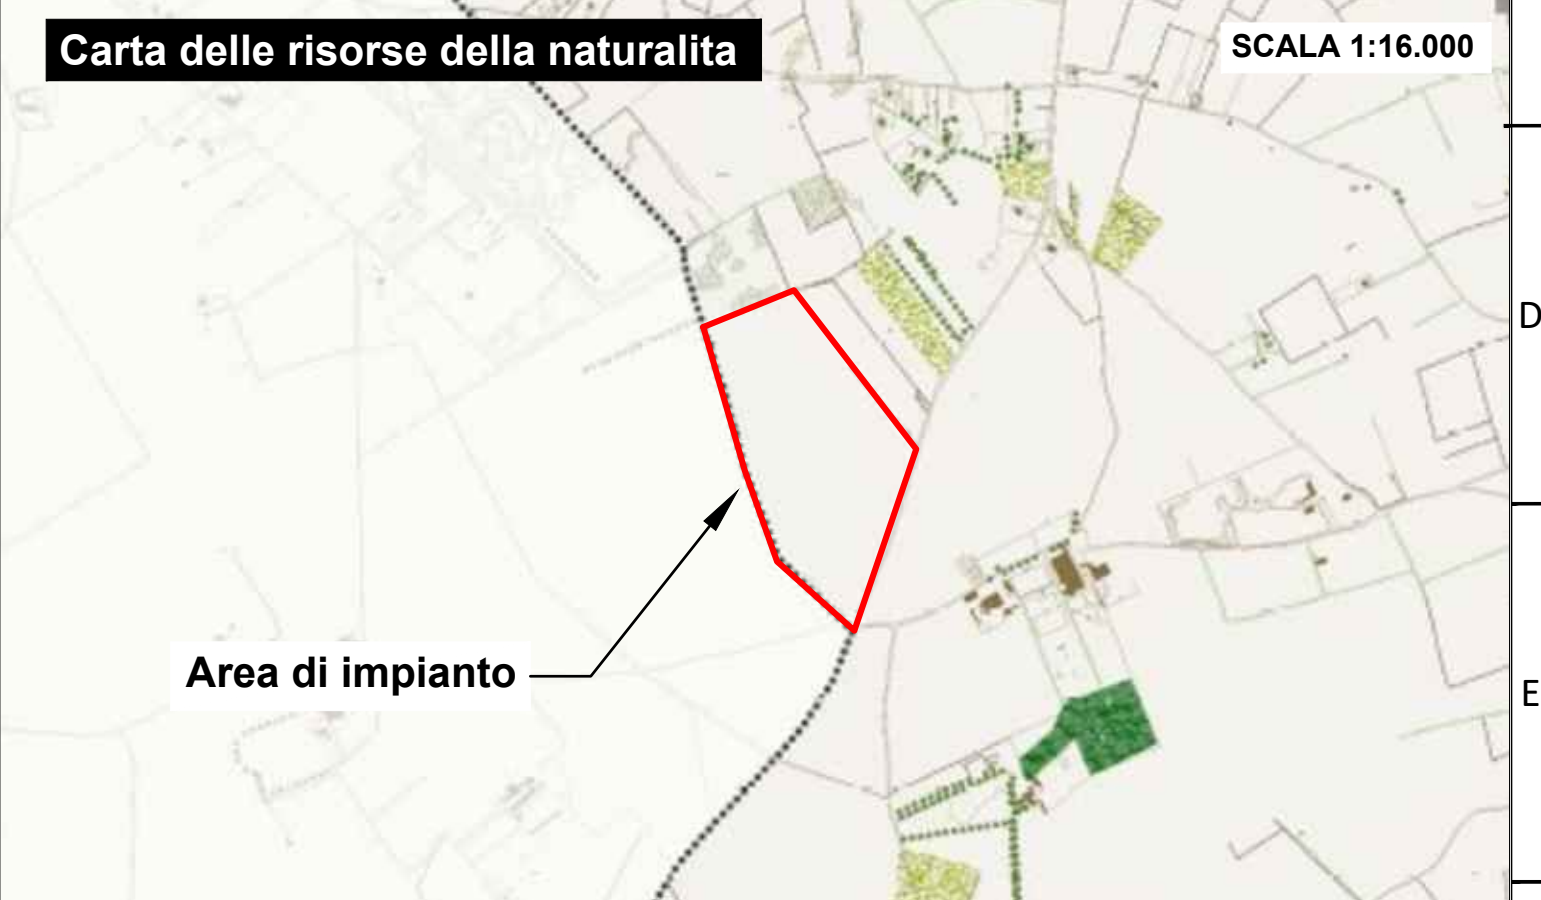 Carta delle risorse della naturalita
SCALA 1:16.000
D
Area di impianto
E